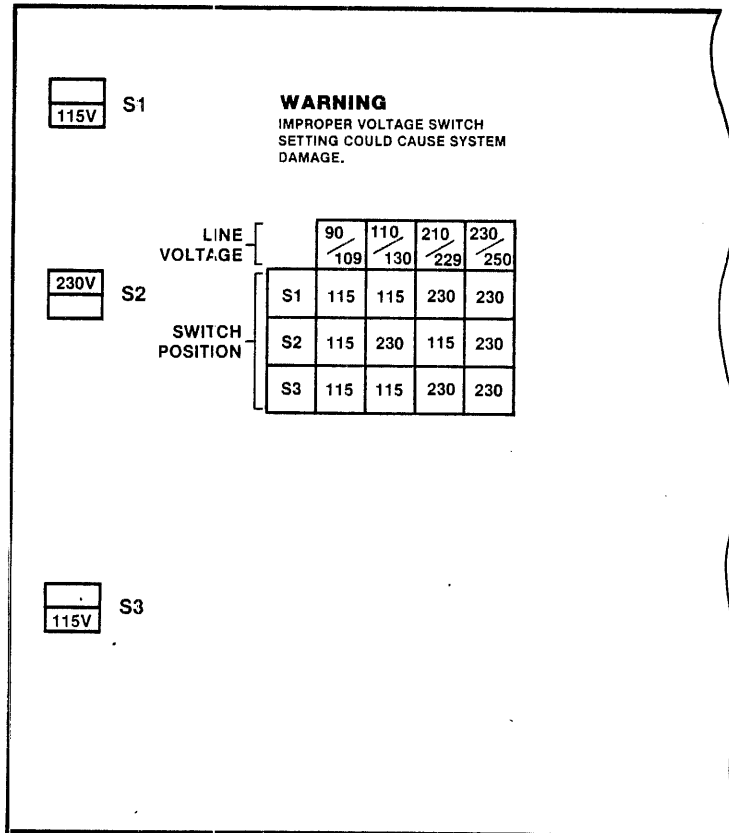 115V S1
WARNING
IMPROPER VOLTAGE SWITCH
SETTING COULD CAUSE SYSTEM
DAMAGE.
LINE VOLTAGE 90/109 110/130 210/229 230/250
230V S2
SWITCH POSITION
S1 115 115 230 230
S2 115 230 115 230
S3 115 115 230 230
S3
115V